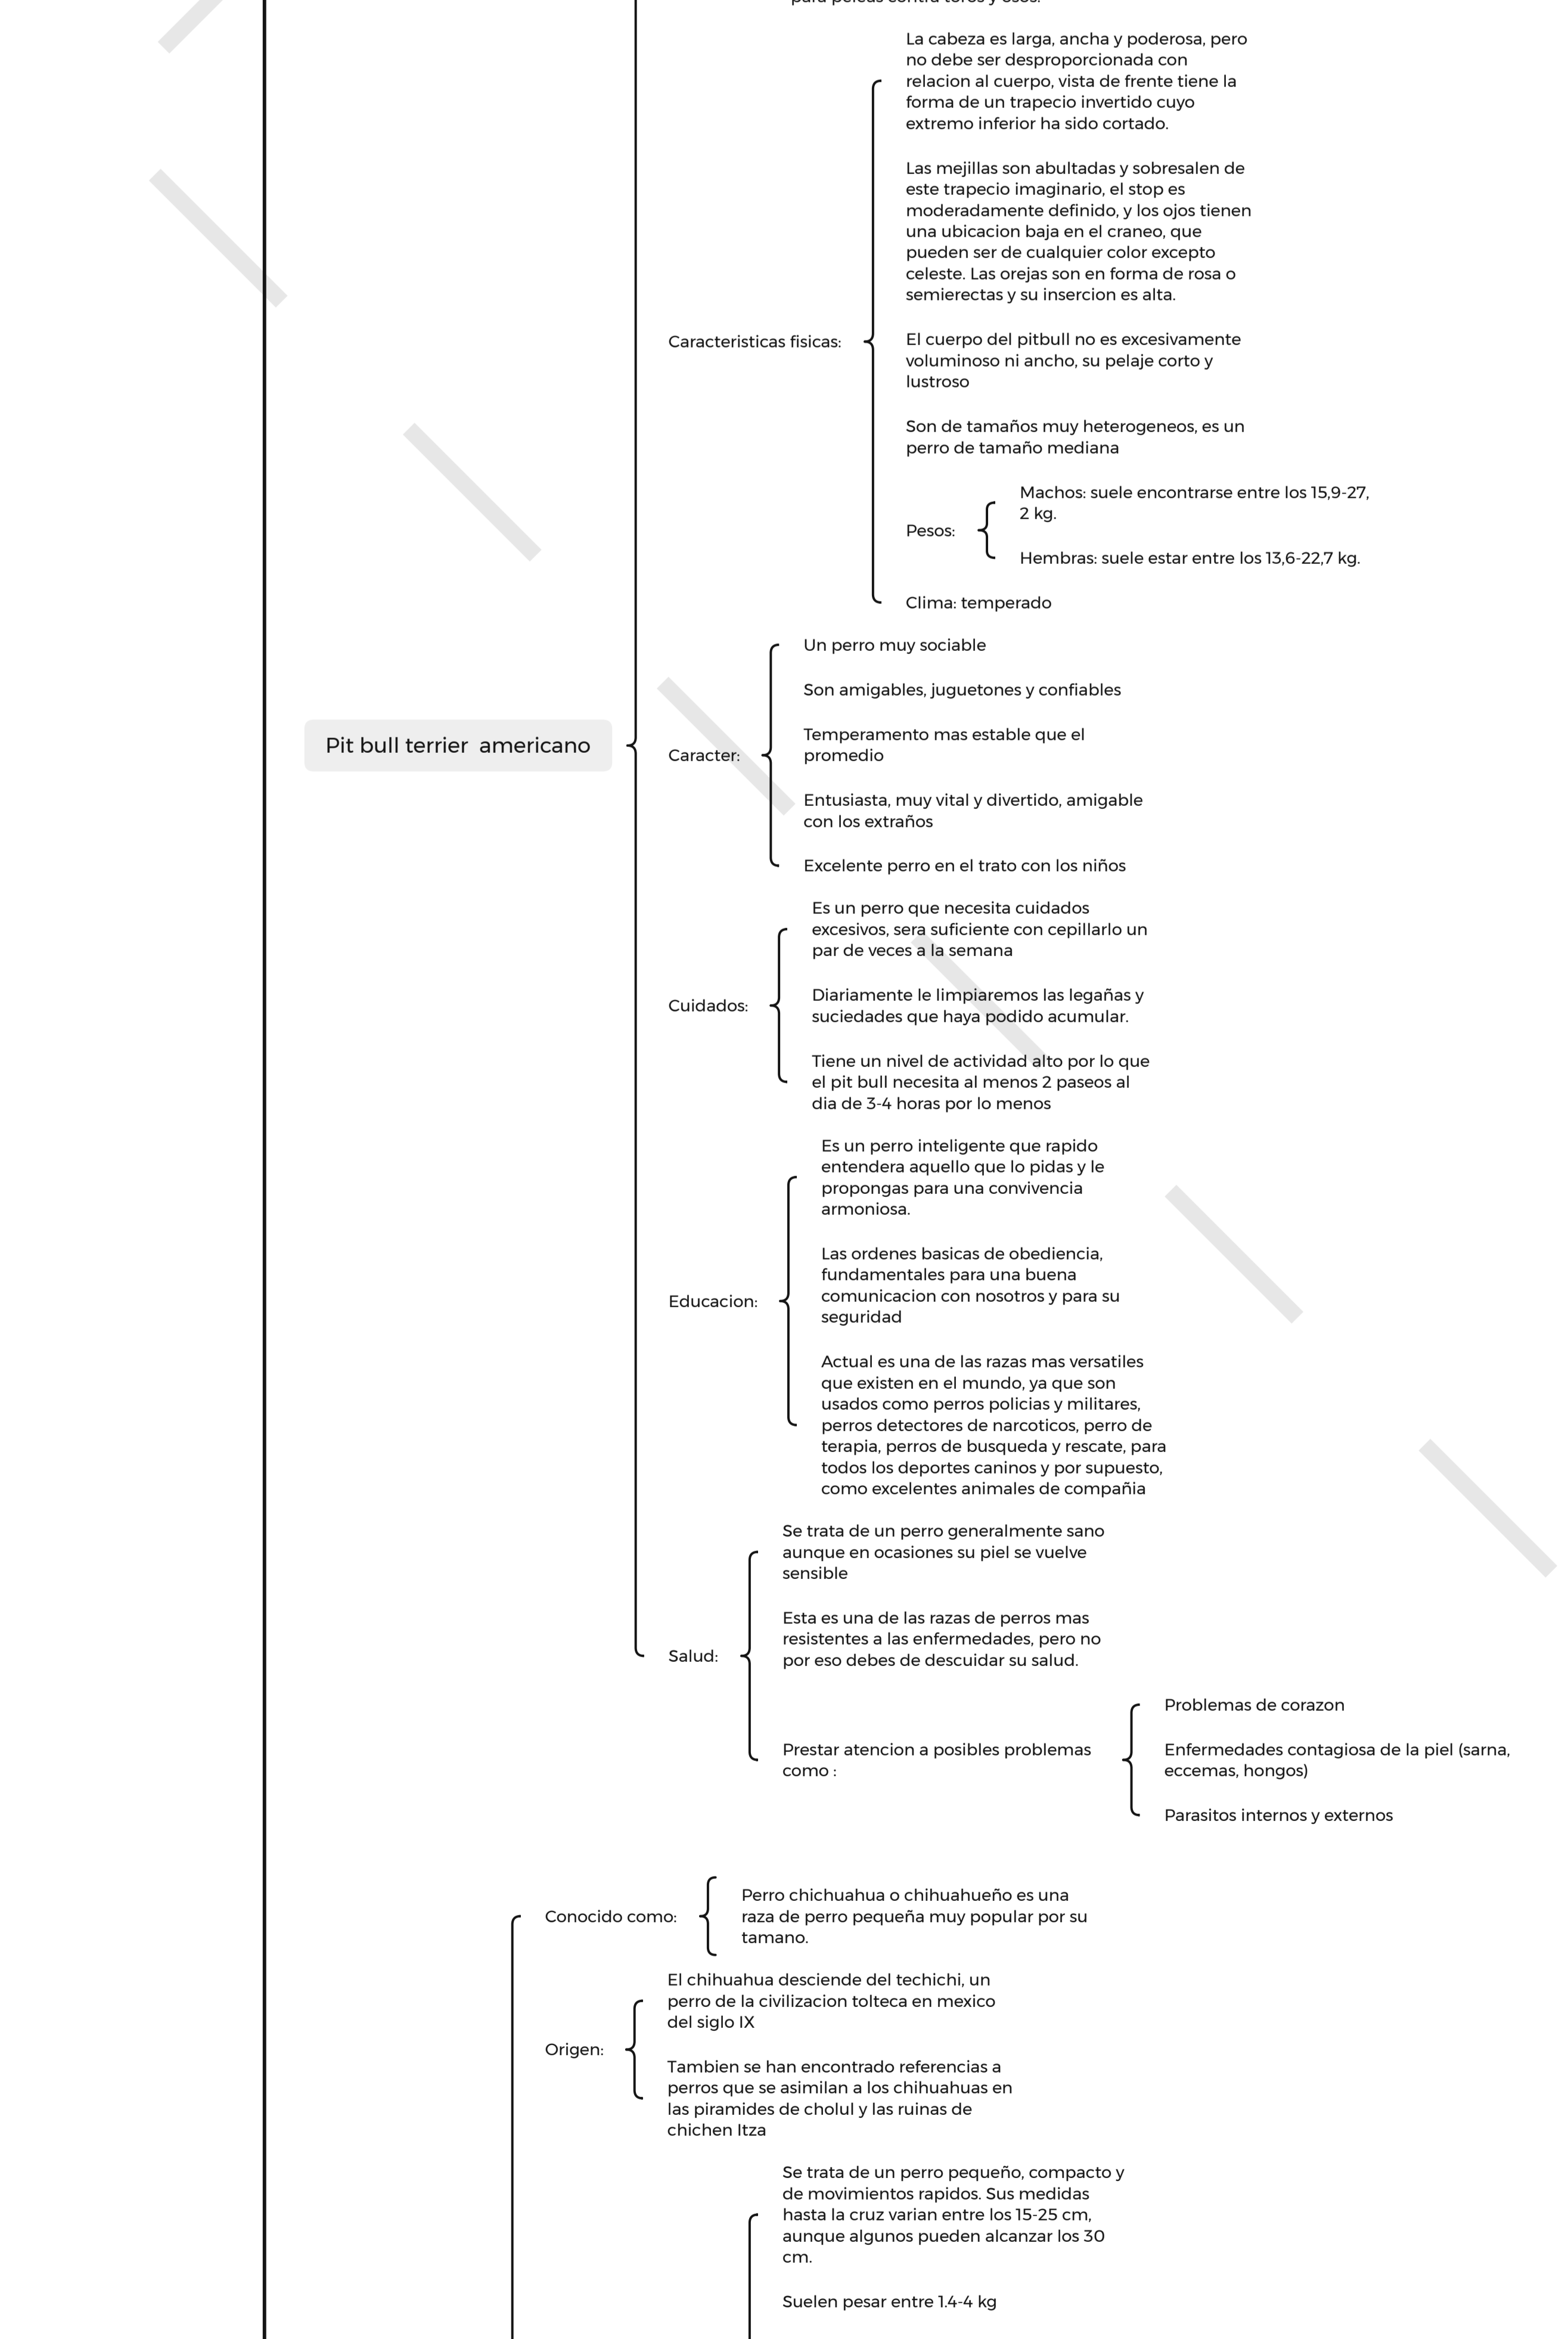 para peleas contra toros y osos.
La cabeza es larga, ancha y poderosa, pero
no debe ser desproporcionada con
relacion al cuerpo, vista de frente tiene la
forma de un trapecio invertido cuyo
extremo inferior ha sido cortado.
Las mejillas son abultadas y sobresalen de
este trapecio imaginario, el stop es
moderadamente definido, y los ojos tienen
una ubicacion baja en el craneo, que
pueden ser de cualquier color excepto
celeste. Las orejas son en forma de rosa o
semierectas y su insercion es alta.
Caracteristicas fisicas:
El cuerpo del pitbull no es excesivamente
voluminoso ni ancho, su pelaje corto y
lustroso
Son de tamaños muy heterogeneos, es un
perro de tamaño mediana
Pesos:
Machos: suele encontrarse entre los 15,9-27,
2 kg.
Hembras: suele estar entre los 13,6-22,7 kg.
Clima: temperado
Pit bull terrier  americano
Caracter:
Un perro muy sociable
Son amigables, juguetones y confiables
Temperamento mas estable que el
promedio
Entusiasta, muy vital y divertido, amigable
con los extraños
Excelente perro en el trato con los niños
Cuidados:
Es un perro que necesita cuidados
excesivos, sera suficiente con cepillarlo un
par de veces a la semana
Diariamente le limpiaremos las legañas y
suciedades que haya podido acumular.
Tiene un nivel de actividad alto por lo que
el pit bull necesita al menos 2 paseos al
dia de 3-4 horas por lo menos
Educacion:
Es un perro inteligente que rapido
entendera aquello que lo pidas y le
propongas para una convivencia
armoniosa.
Las ordenes basicas de obediencia,
fundamentales para una buena
comunicacion con nosotros y para su
seguridad
Actual es una de las razas mas versatiles
que existen en el mundo, ya que son
usados como perros policias y militares,
perros detectores de narcoticos, perro de
terapia, perros de busqueda y rescate, para
todos los deportes caninos y por supuesto,
como excelentes animales de compañia
Salud:
Se trata de un perro generalmente sano
aunque en ocasiones su piel se vuelve
sensible
Esta es una de las razas de perros mas
resistentes a las enfermedades, pero no
por eso debes de descuidar su salud.
Prestar atencion a posibles problemas
como :
Problemas de corazon
Enfermedades contagiosa de la piel (sarna,
eccemas, hongos)
Parasitos internos y externos
Conocido como:
Perro chichuahua o chihuahueño es una
raza de perro pequeña muy popular por su
tamano.
Origen:
El chihuahua desciende del techichi, un
perro de la civilizacion tolteca en mexico
del siglo IX
Tambien se han encontrado referencias a
perros que se asimilan a los chihuahuas en
las piramides de cholul y las ruinas de
chichen Itza
Se trata de un perro pequeño, compacto y
de movimientos rapidos. Sus medidas
hasta la cruz varian entre los 15-25 cm,
aunque algunos pueden alcanzar los 30
cm.
Suelen pesar entre 1.4-4 kg